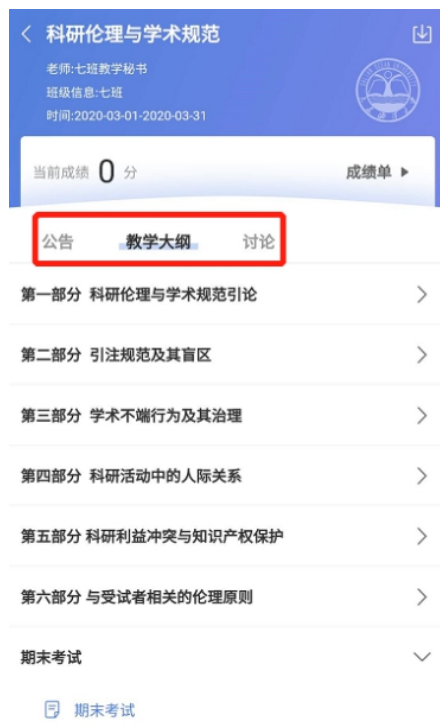 科研伦理与学术规范
老师:七班教学秘书
班级信息:七班
时间:2020-03-01-2020-03-31
当前成绩 0 分 成绩单
公告 教学大纲 讨论
第一部分 科研伦理与学术规范引论
第二部分 引注规范及其盲区
第三部分 学术不端行为及其治理
第四部分 科研活动中的人际关系
第五部分 科研利益冲突与知识产权保护
第六部分 与受试者相关的伦理原则
期末考试
期末考试